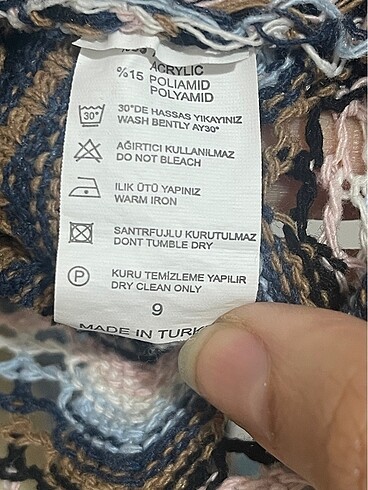 ACRYLIC
%15 POLIAMID
POLYAMID
30° 30°DE HASSAS YIKAYINIZ
WASH BENTLY AY30°
AĞIRTICI KULLANILMAZ
DO NOT BLEACH
ILIK ÜTÜ YAPINIZ
WARM IRON
SANTRFUJLU KURUTULMAZ
DONT TUMBLE DRY
P KURU TEMİZLEME YAPILIR
DRY CLEAN ONLY
9
MADE IN TURK